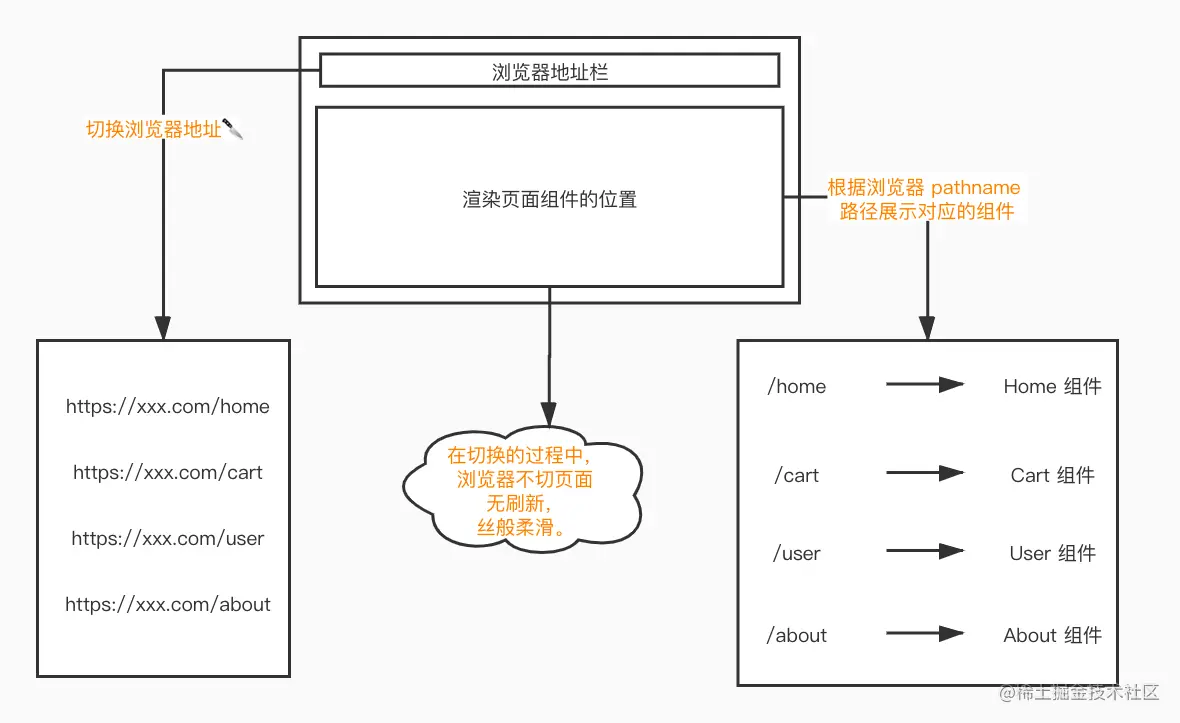 浏览器地址栏
切换浏览器地址
渲染页面组件的位置
根据浏览器 pathname
路径展示对应的组件
https://xxx.com/home
https://xxx.com/cart
https://xxx.com/user
https://xxx.com/about
在切换的过程中，
浏览器不切页面
无刷新，
丝般柔滑。
/home Home 组件
/cart Cart 组件
/user User 组件
/about About 组件
@稀土掘金技术社区